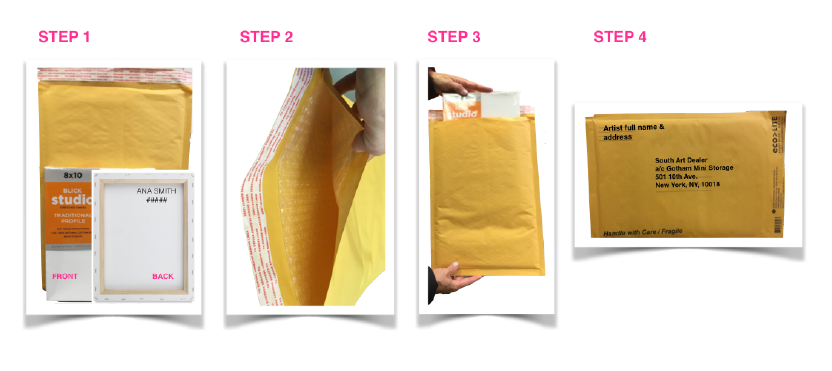 STEP 1
STEP 2
STEP 3
STEP 4
8x10
BLICK
studio
TRADITIONAL
PROFILE
FRONT
ANA SMITH
#####
BACK
studio
Artist full name &
address
South Art Dealer
a/c Gotham Mini Storage
501 10th Ave.
New York, NY, 10018
Handle with Care / Fragile
eco>LITE